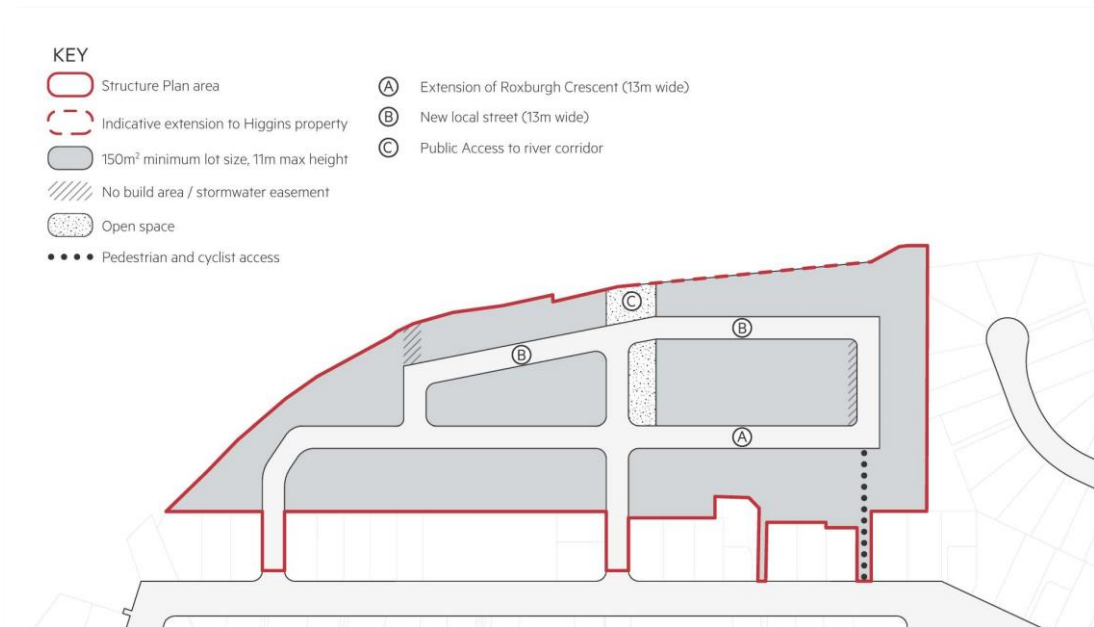 KEY
Structure Plan area
Indicative extension to Higgins property
150m² minimum lot size, 11m max height
No build area / stormwater easement
Open space
Pedestrian and cyclist access
A Extension of Roxburgh Crescent (13m wide)
B New local street (13m wide)
C Public Access to river corridor
C
B
B
A